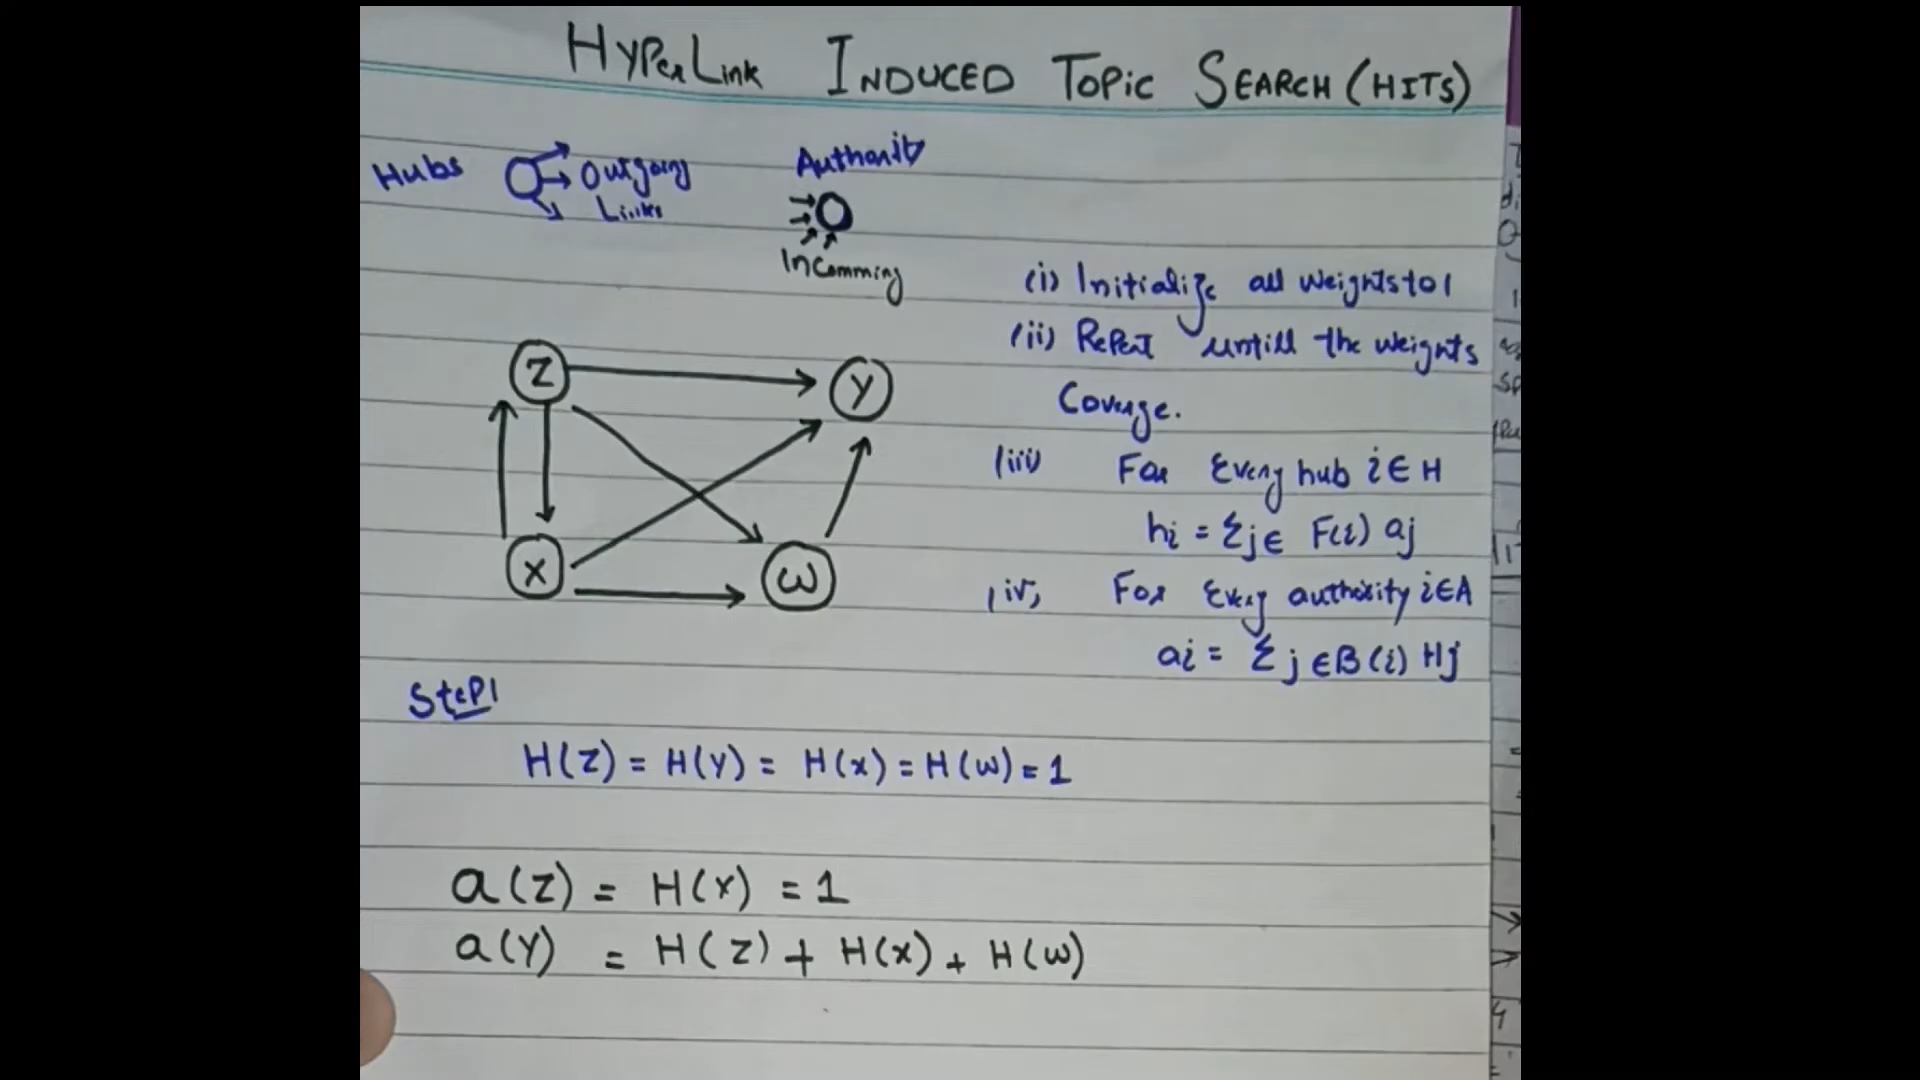 HyPerLink INDUCED TOPic SEARCH (HITS)
Hubs
Outgoing
Links
Authority
Incomming
(i) Initialize all weights to 1
(ii) Repeat untill the weights
Coverge.
(iii) For Every hub i ∈ H
hi = Σj∈ F(i) aj
(iv) For Every authority i∈A
ai = Σ j ∈B(i) Hj
Z
Y
X
W
Step1
H(Z) = H(Y) = H(x) = H(w) = 1
a(Z) = H(x) = 1
a(Y) = H(Z) + H(x) + H(w)